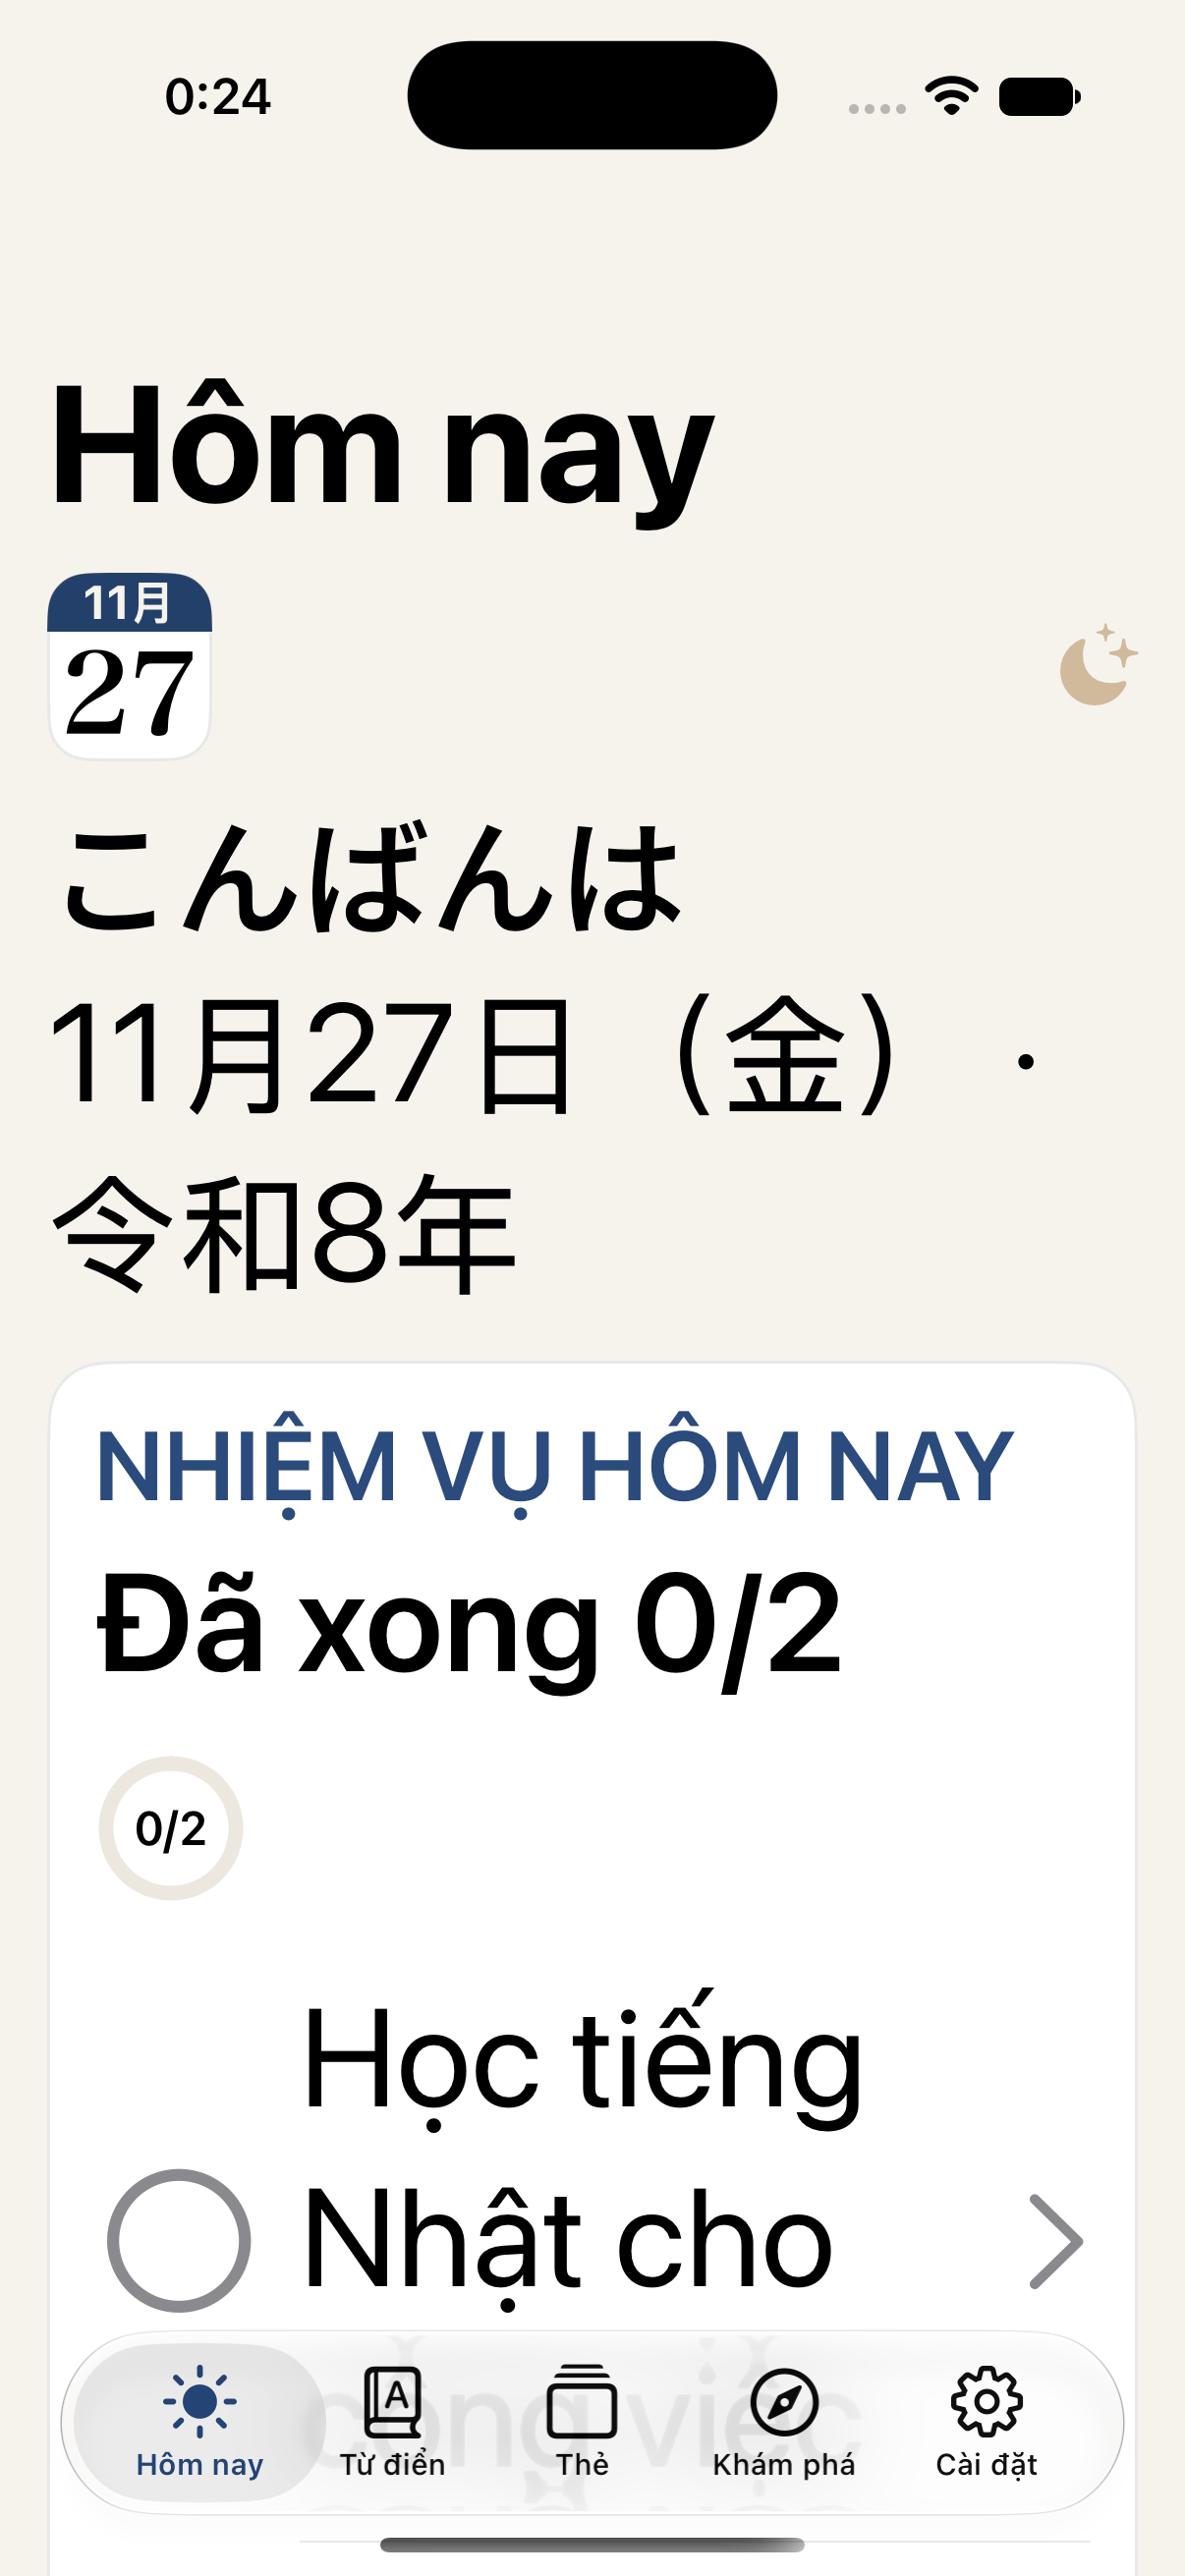 0:24
Hôm nay
11月
27
こんばんは
11月27日（金） ·
令和8年
NHIỆM VỤ HÔM NAY
Đã xong 0/2
0/2
Học tiếng
Nhật cho
công việc
Hôm nay
Từ điển
Thẻ
Khám phá
Cài đặt